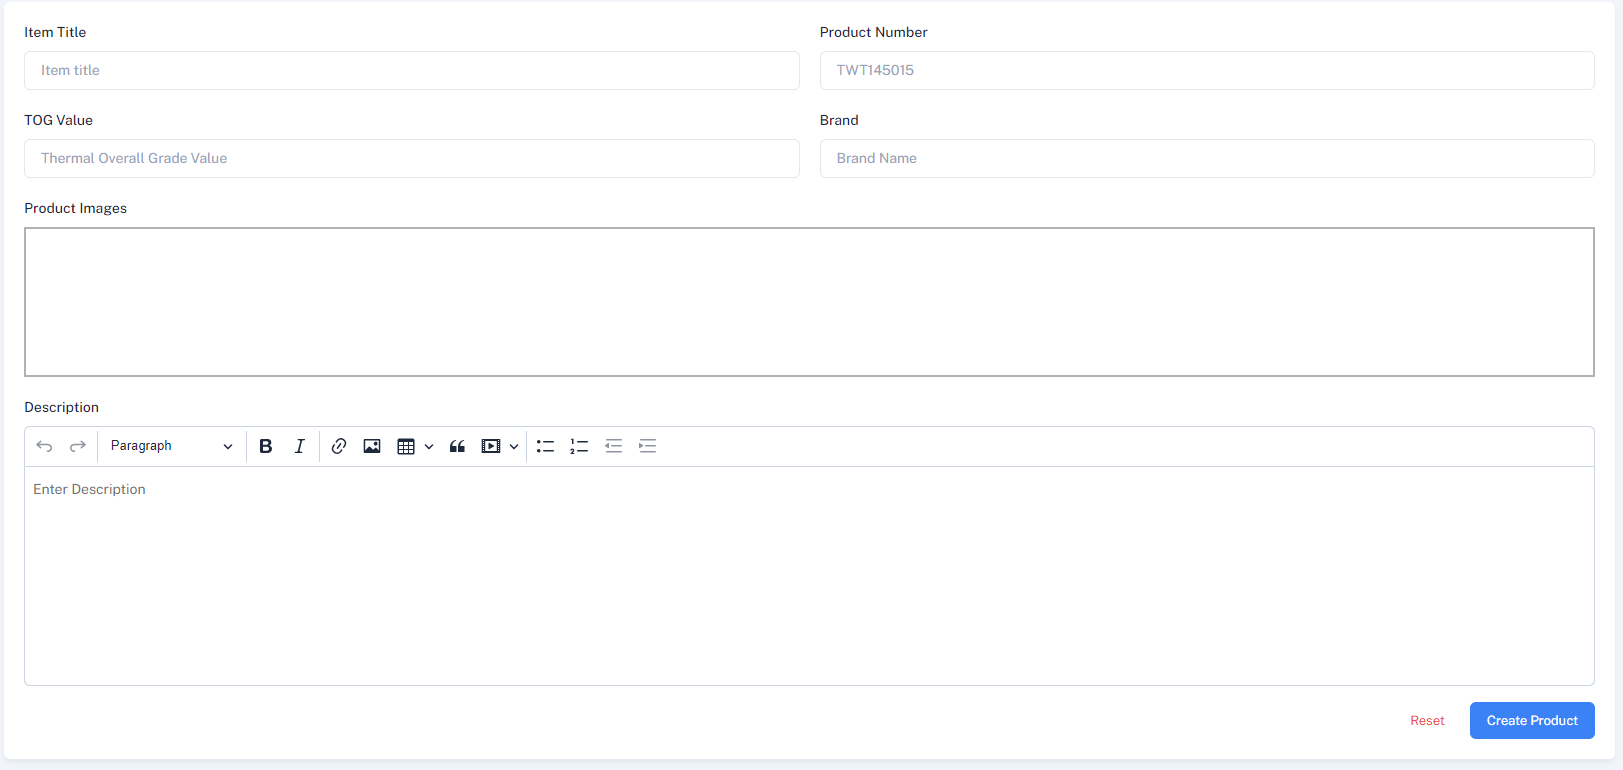 Item Title
Product Number
Item title
TWT145015
TOG Value
Brand
Thermal Overall Grade Value
Brand Name
Product Images
Description
Paragraph
Enter Description
Reset
Create Product